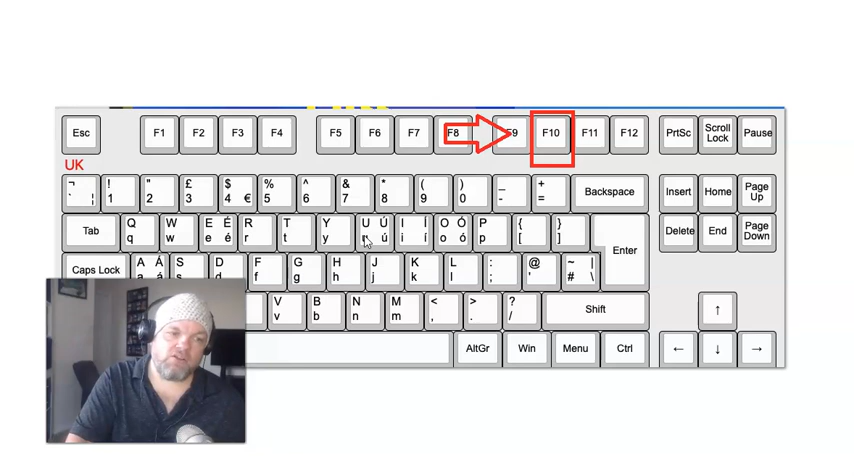 Esc F1 F2 F3 F4 F5 F6 F7 F8 F9 F10 F11 F12 PrtSc Scroll Lock Pause
UK
¬ ` ¦ ! 1 " 2 £ 3 $ 4 € % 5 ^ 6 & 7 * 8 ( 9 ) 0 _ - + = Backspace Insert Home Page Up
Tab Q q W w E É e é R r T t Y y U Ú ú I Í i í O Ó o ó P p { [ } ] Enter Delete End Page Down
Caps Lock A Á a S s D d F f G g H h J j K k L l : ; @ ' ~ | # \
V v B b N n M m < , > . ? / Shift ↑
AltGr Win Menu Ctrl ← ↓ →